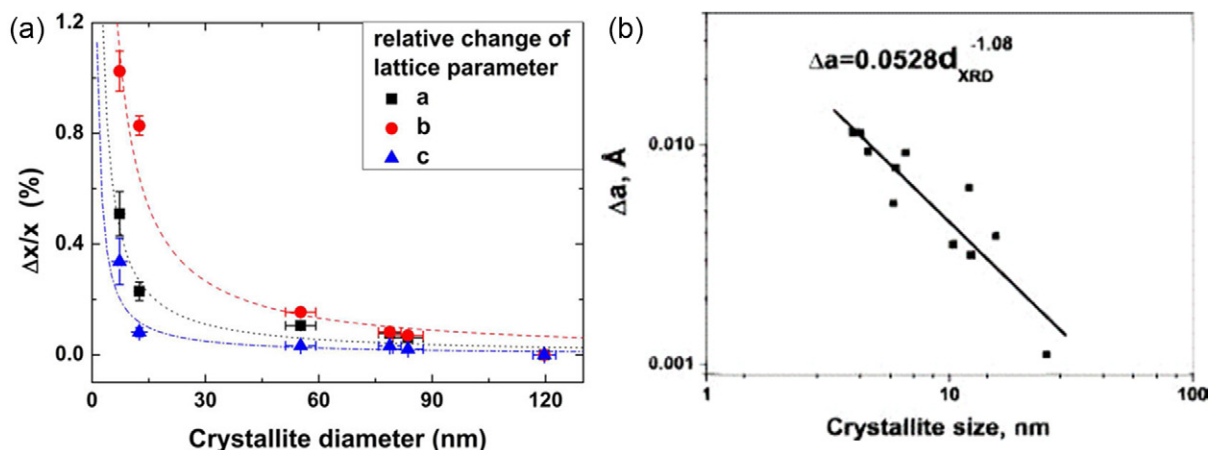 (a)
1.2
0.8
0.4
0.0
Δx/x (%)
relative change of
lattice parameter
a
b
c
0 30 60 90 120
Crystallite diameter (nm)
(b)
Δa=0.0528d_XRD^-1.08
0.010
0.001
Δa, Å
1 10 100
Crystallite size, nm